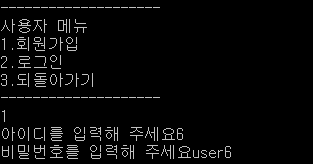 --------------------
사용자 메뉴
1.회원가입
2.로그인
3.되돌아가기
--------------------
1
아이디를 입력해 주세요6
비밀번호를 입력해 주세요user6